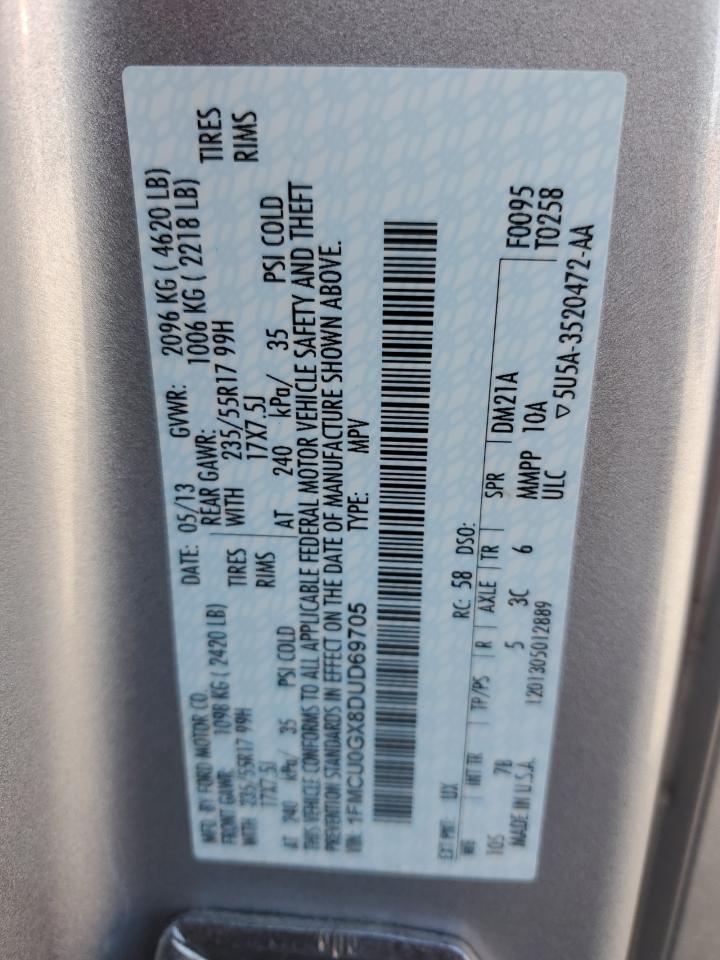 MFD. BY FORD MOTOR CO. DATE: 05/13 GVWR: 2096 KG ( 4620 LB)
FRONT GAWR: 1098 KG ( 2420 LB) REAR GAWR: 1006 KG ( 2218 LB)
WITH 235/55R17 99H TIRES WITH 235/55R17 99H TIRES
17X7.5J RIMS 17X7.5J RIMS
AT 240 kPa/ 35 PSI COLD AT 240 kPa/ 35 PSI COLD
THIS VEHICLE CONFORMS TO ALL APPLICABLE FEDERAL MOTOR VEHICLE SAFETY AND THEFT
PREVENTION STANDARDS IN EFFECT ON THE DATE OF MANUFACTURE SHOWN ABOVE.
VIN: 1FMCU0GX8DUD69705 TYPE: MPV
EXT PNT: UX RC: 58 DSO:
WB INT TR TP/PS R AXLE TR SPR DM21A F0095
105 7B 5 3C 6 MMPP 10A T0258
MADE IN U.S.A. 1201305012889 ULC ▽5U5A-3520472-AA